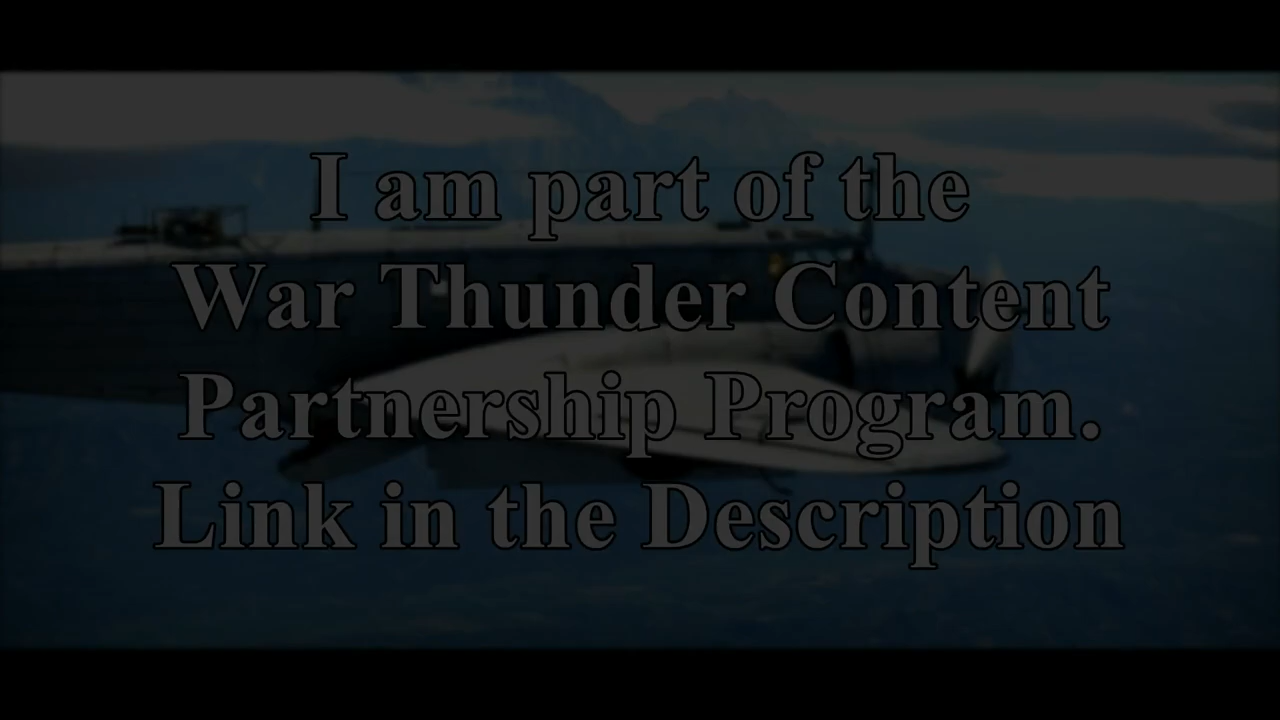 I am part of the
War Thunder Content
Partnership Program.
Link in the Description